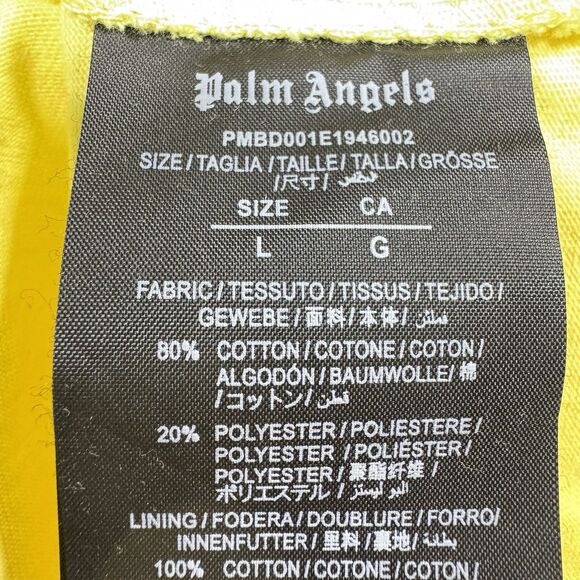 Palm Angels
PMBD001E1946002
SIZE / TAGLIA / TAILLE / TALLA / GRÖSSE
/尺寸/
SIZE CA
L G
FABRIC / TESSUTO / TISSUS / TEJIDO /
GEWEBE / 面料 / 本体 / قطن
80% COTTON / COTONE / COTON /
ALGODÓN / BAUMWOLLE / 棉
/ コットン / قطن
20% POLYESTER / POLIESTERE /
POLYESTER / POLIÉSTER /
POLYESTER / 聚酯纤维 /
ポリエステル / البوليستر
LINING / FODERA / DOUBLURE / FORRO/
INNENFUTTER / 里料 / 裏地 / بطانة
100% COTTON / COTONE / COTON /